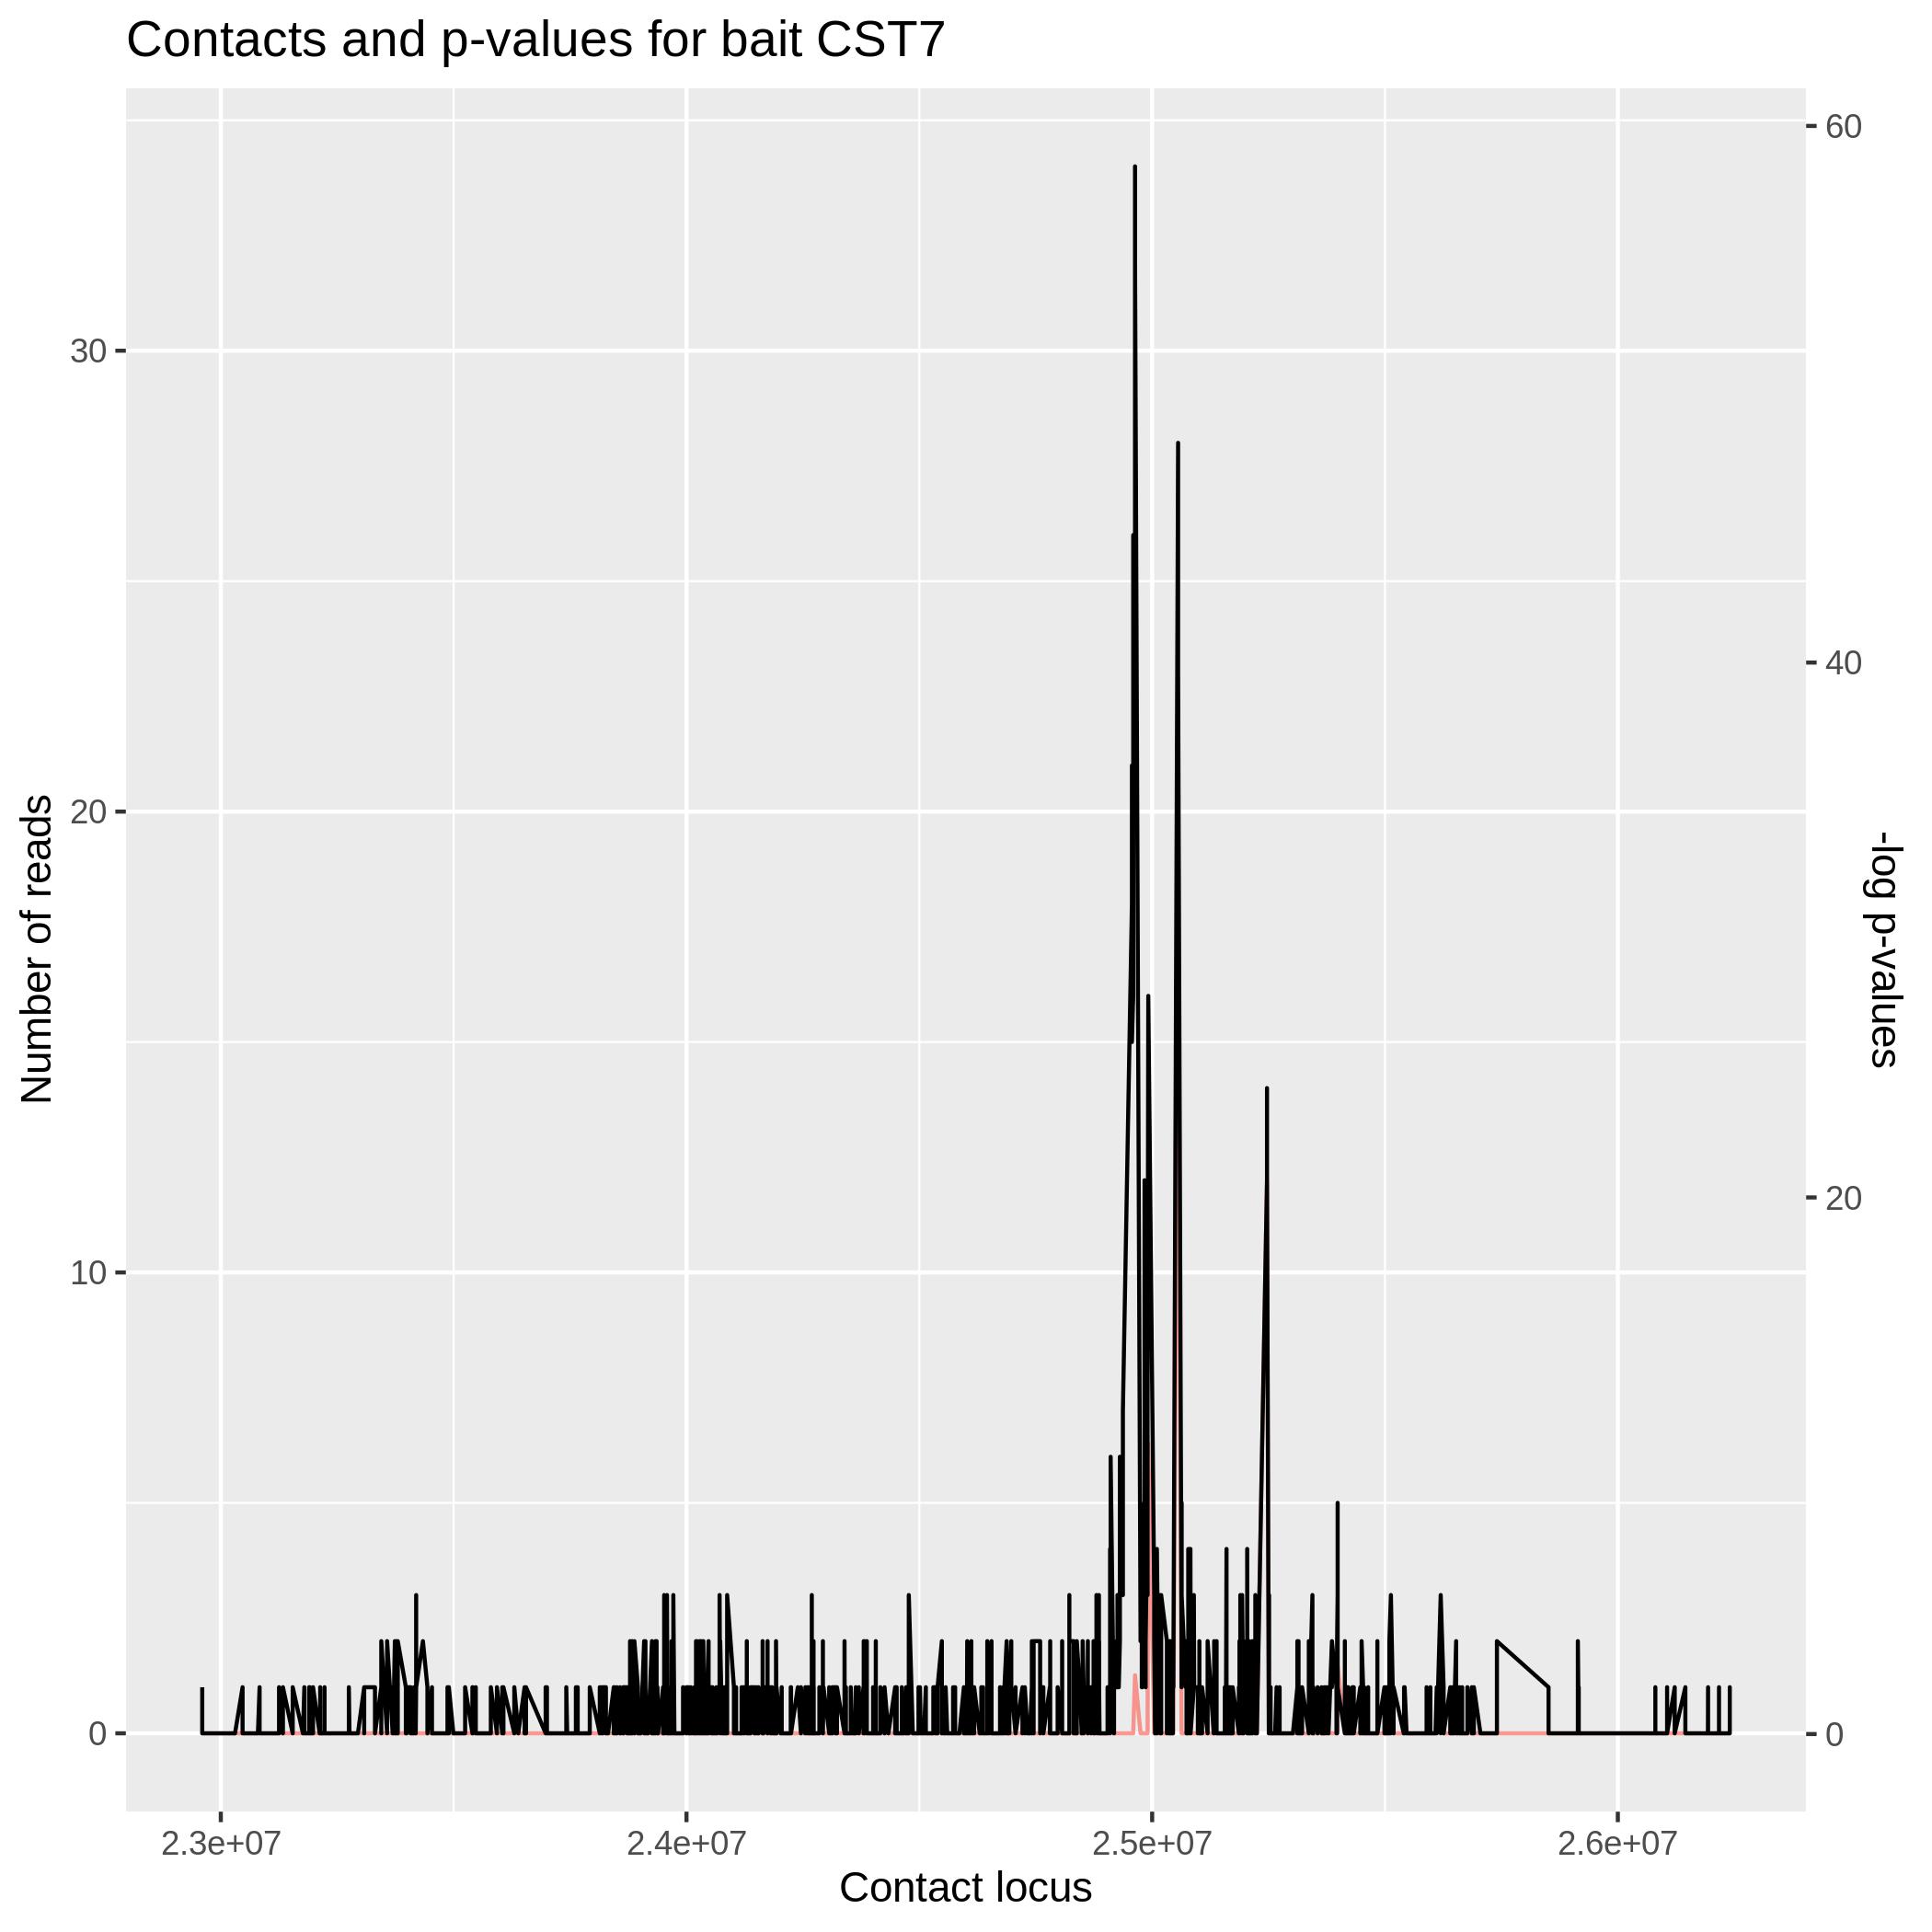 Contacts and p-values for bait CST7
60
30
40
20
20
10
0
0
Number of reads
-log p-values
2.3e+07
2.4e+07
2.5e+07
2.6e+07
Contact locus